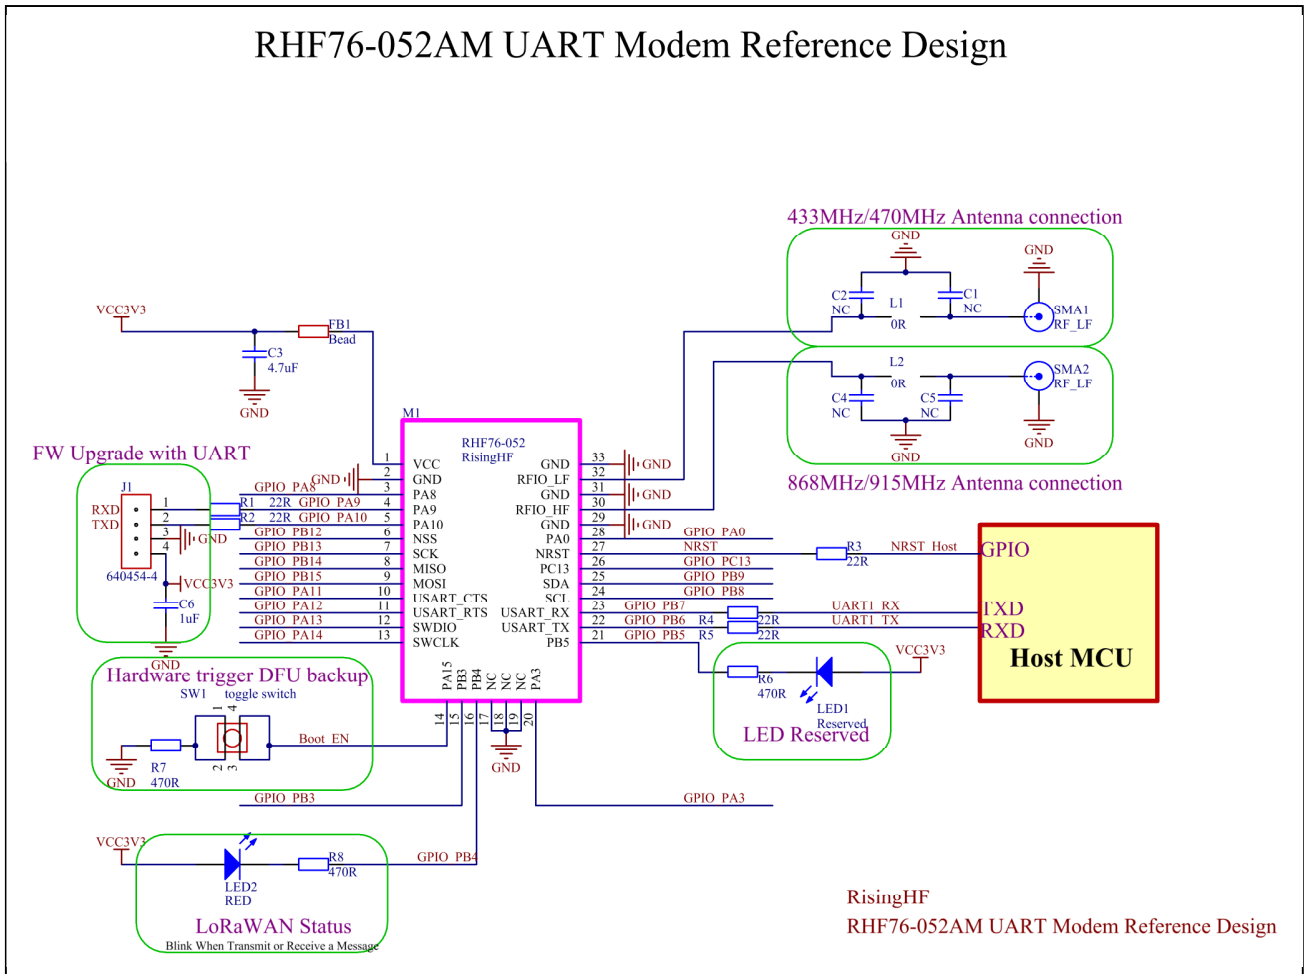 RHF76-052AM UART Modem Reference Design
433MHz/470MHz Antenna connection
GND
GND
C2
NC
L1
0R
C1
NC
SMA1
RF_LF
VCC3V3
FB1
Bead
C3
4.7uF
GND
L2
0R
C4
NC
C5
NC
SMA2
RF_LF
GND
GND
868MHz/915MHz Antenna connection
M1
RHF76-052
RisingHF
FW Upgrade with UART
J1
RXD
TXD
1
2
3
4
640454-4
GND
VCC3V3
C6
1uF
GND
R1 22R
R2 22R
GND
GPIO_PA8
GPIO_PA9
GPIO_PA10
GPIO_PB12
GPIO_PB13
GPIO_PB14
GPIO_PB15
GPIO_PA11
GPIO_PA12
GPIO_PA13
GPIO_PA14
1 VCC
2 GND
3 PA8
4 PA9
5 PA10
6 NSS
7 SCK
8 MISO
9 MOSI
10 USART_CTS
11 USART_RTS
12 SWDIO
13 SWCLK
14 PA15
15 PB3
16 PB4
17 NC
18 NC
19 NC
20 PA3
GND 33 GND
RFIO_LF 32
GND 31 GND
RFIO_HF 30
GND 29 GND
PA0 28 GPIO_PA0
NRST 27 NRST
PC13 26 GPIO_PC13
SDA 25 GPIO_PB9
SCL 24 GPIO_PB8
USART_RX 23 GPIO_PB7
USART_TX 22 GPIO_PB6
PB5 21 GPIO_PB5
R3
22R
NRST_Host
R4 22R
R5 22R
UART1_RX
UART1_TX
GPIO
TXD
RXD
Host MCU
VCC3V3
R6
470R
LED1
Reserved
LED Reserved
Hardware trigger DFU backup
SW1 toggle switch
1
4
2
3
Boot_EN
R7
470R
GND
GND
GPIO_PB3
GPIO_PA3
VCC3V3
LED2
RED
R8
470R
GPIO_PB4
LoRaWAN Status
Blink When Transmit or Receive a Message
RisingHF
RHF76-052AM UART Modem Reference Design